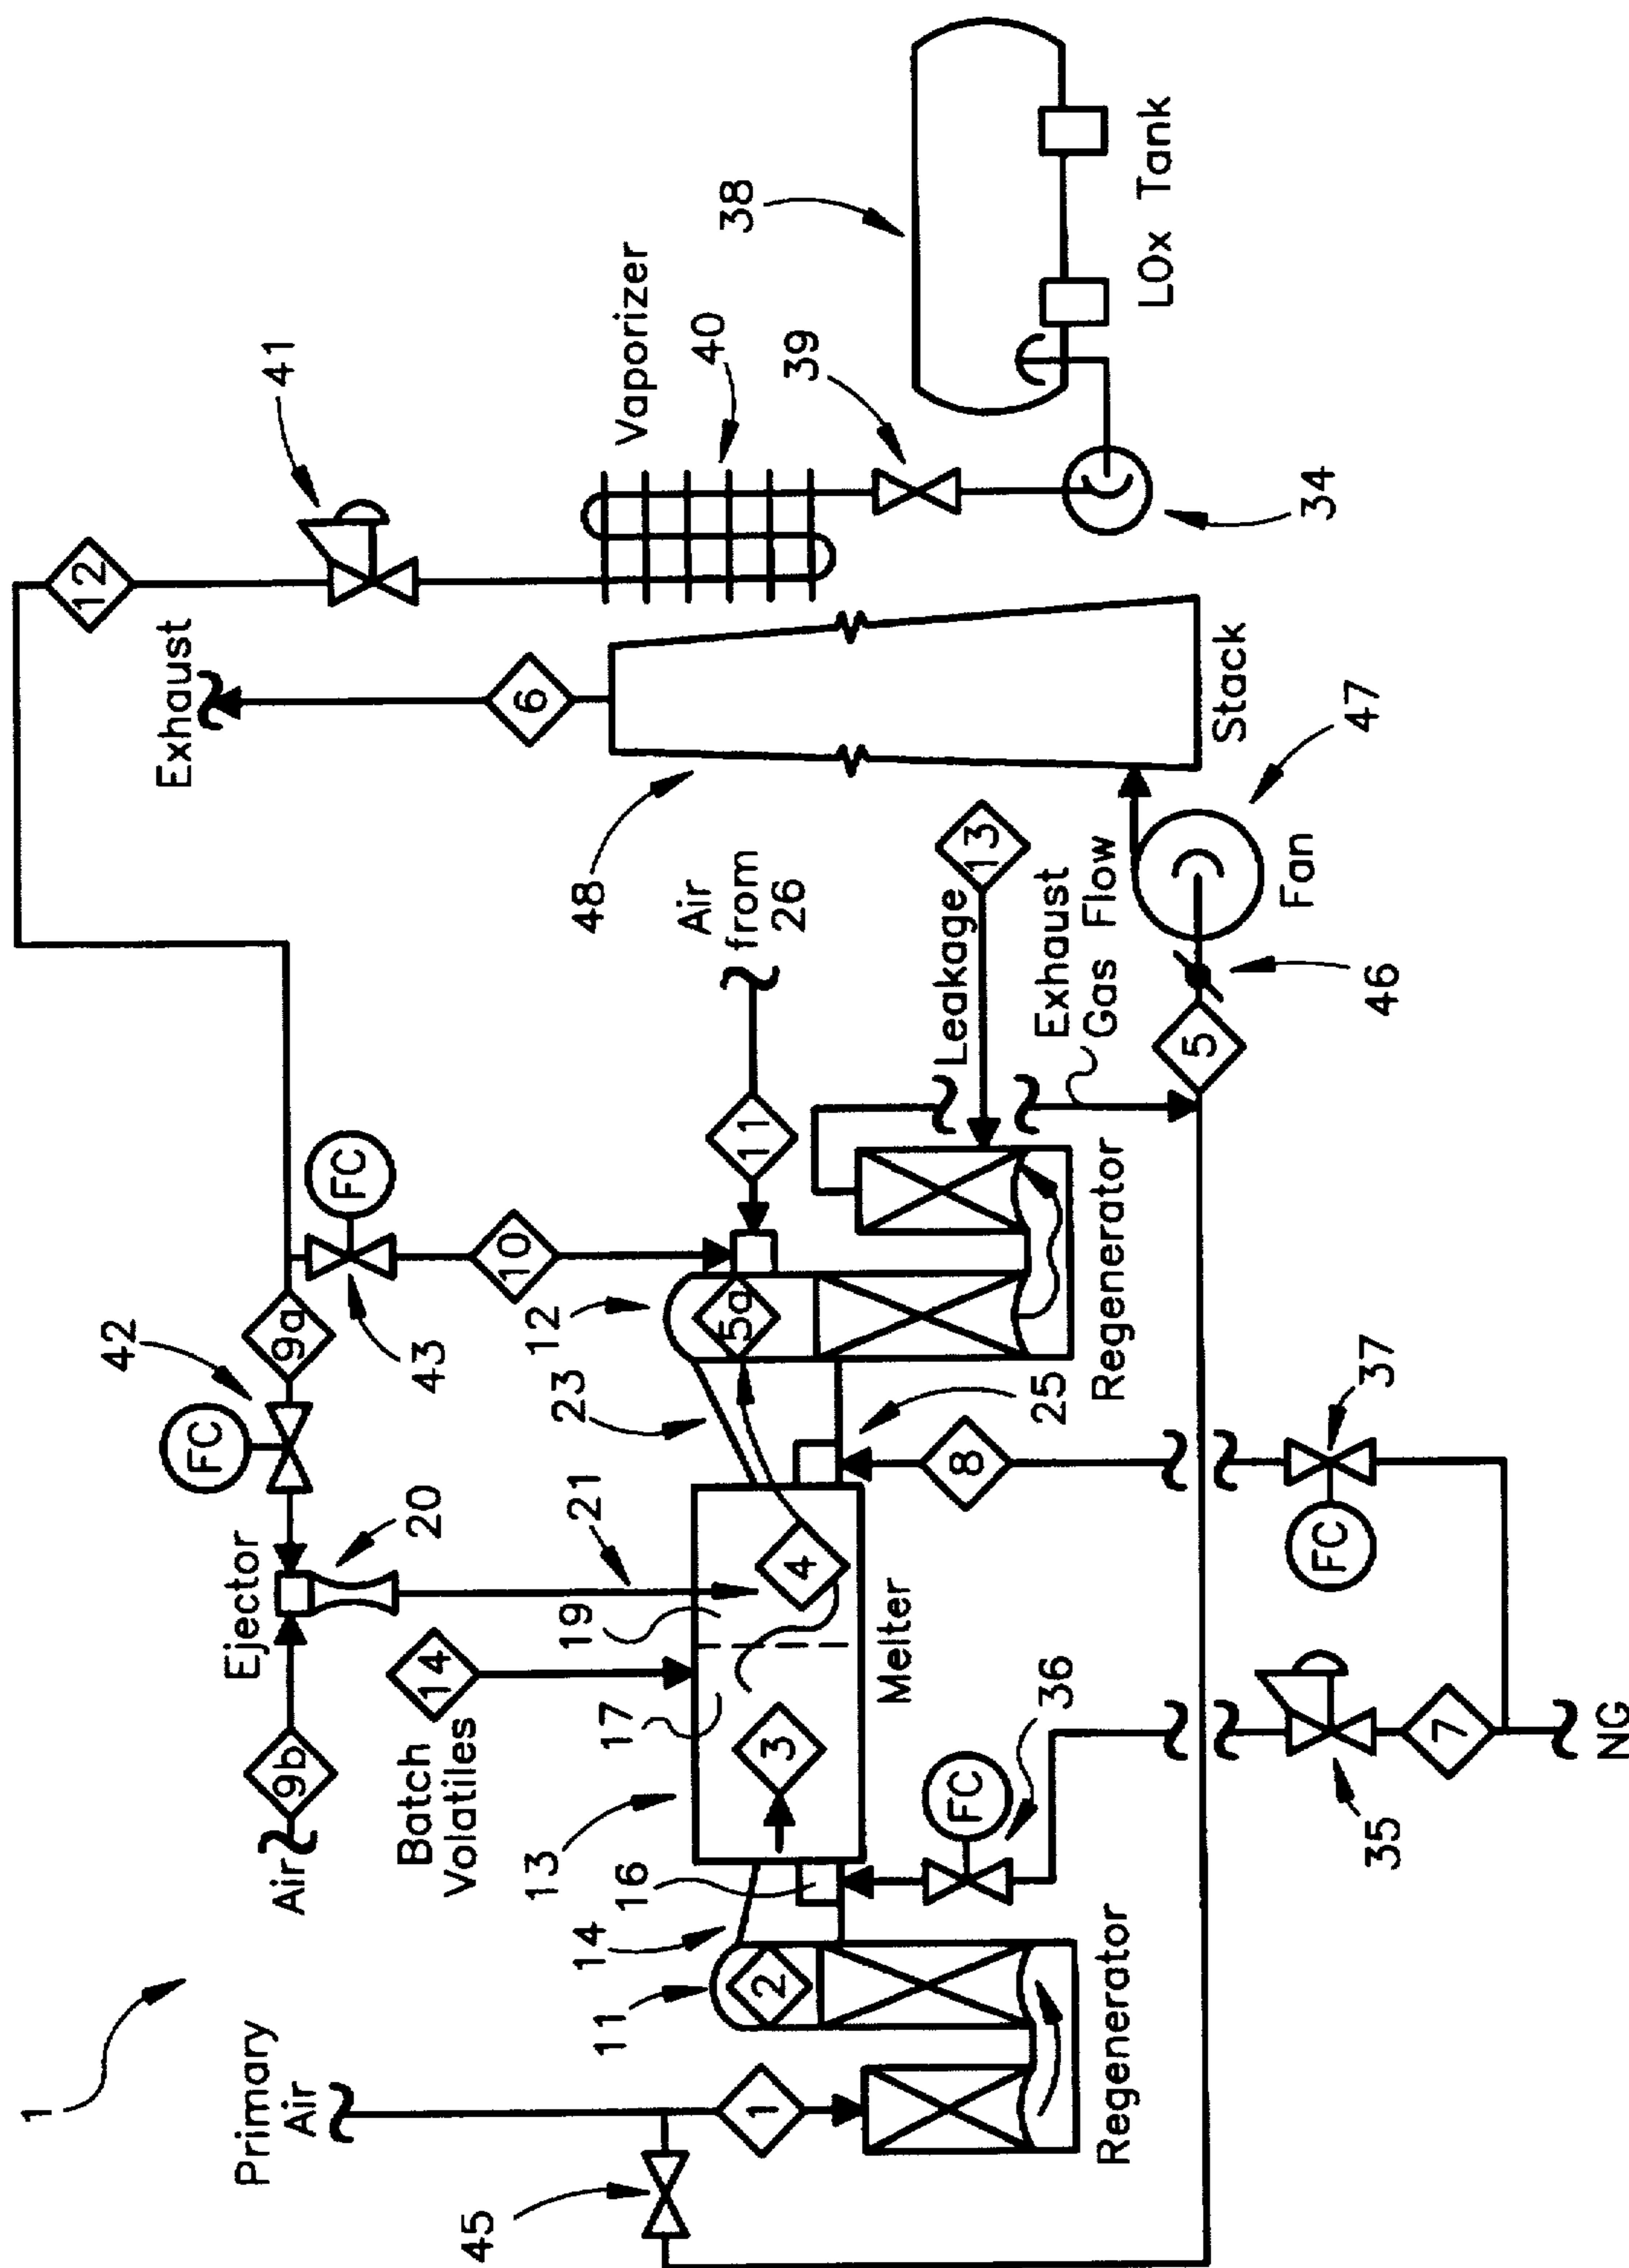 1
Primary
Air
45
1
Regenerator
11
2
14
16
13
Air
9b
Batch
Volatiles
14
17
3
19
Melter
Ejector
20
21
4
FC
42
9a
FC
43
10
23
12
5a
11
Air
from
26
25
8
Regenerator
FC
36
35
7
NG
FC
37
Leakage
13
Exhaust
Gas Flow
5
46
Fan
47
48
Stack
6
Exhaust
12
41
Vaporizer
40
39
34
38
LOx Tank